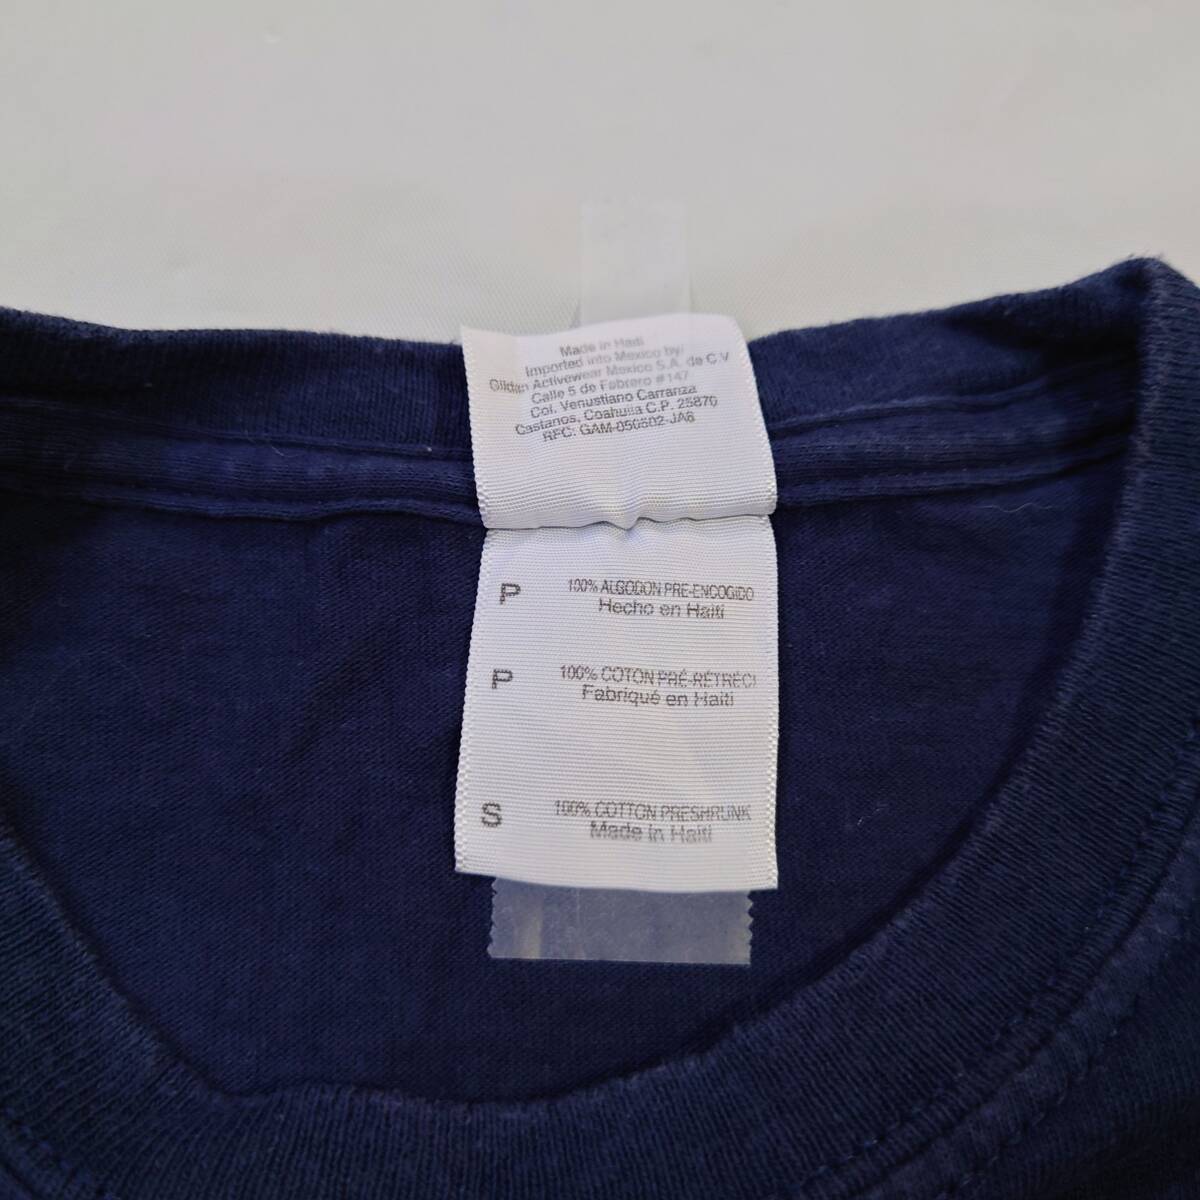 Made in Haiti
Imported into Mexico by/
Gildan Activewear Mexico S.A. de C.V
Calle 5 de Febrero #147
Col. Venustiano Carranza
Castanos, Coahuila C.P. 25870
RFC: GAM-050502-JA6
P 100% ALGODON PRE-ENCOGIDO
Hecho en Haiti
P 100% COTON PRÉ-RÉTRÉCI
Fabriqué en Haïti
S 100% COTTON PRESHRUNK
Made in Haiti